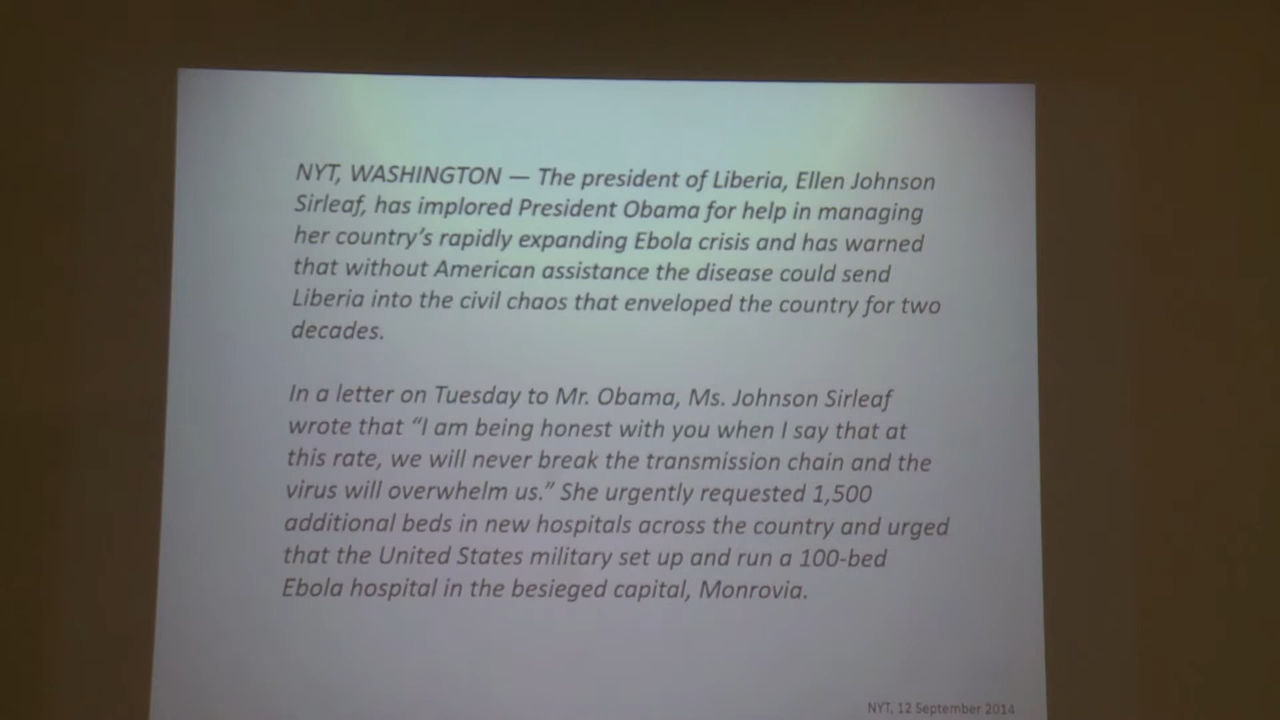 NYT, WASHINGTON — The president of Liberia, Ellen Johnson
Sirleaf, has implored President Obama for help in managing
her country's rapidly expanding Ebola crisis and has warned
that without American assistance the disease could send
Liberia into the civil chaos that enveloped the country for two
decades.
In a letter on Tuesday to Mr. Obama, Ms. Johnson Sirleaf
wrote that “I am being honest with you when I say that at
this rate, we will never break the transmission chain and the
virus will overwhelm us.” She urgently requested 1,500
additional beds in new hospitals across the country and urged
that the United States military set up and run a 100-bed
Ebola hospital in the besieged capital, Monrovia.
NYT, 12 September 2014